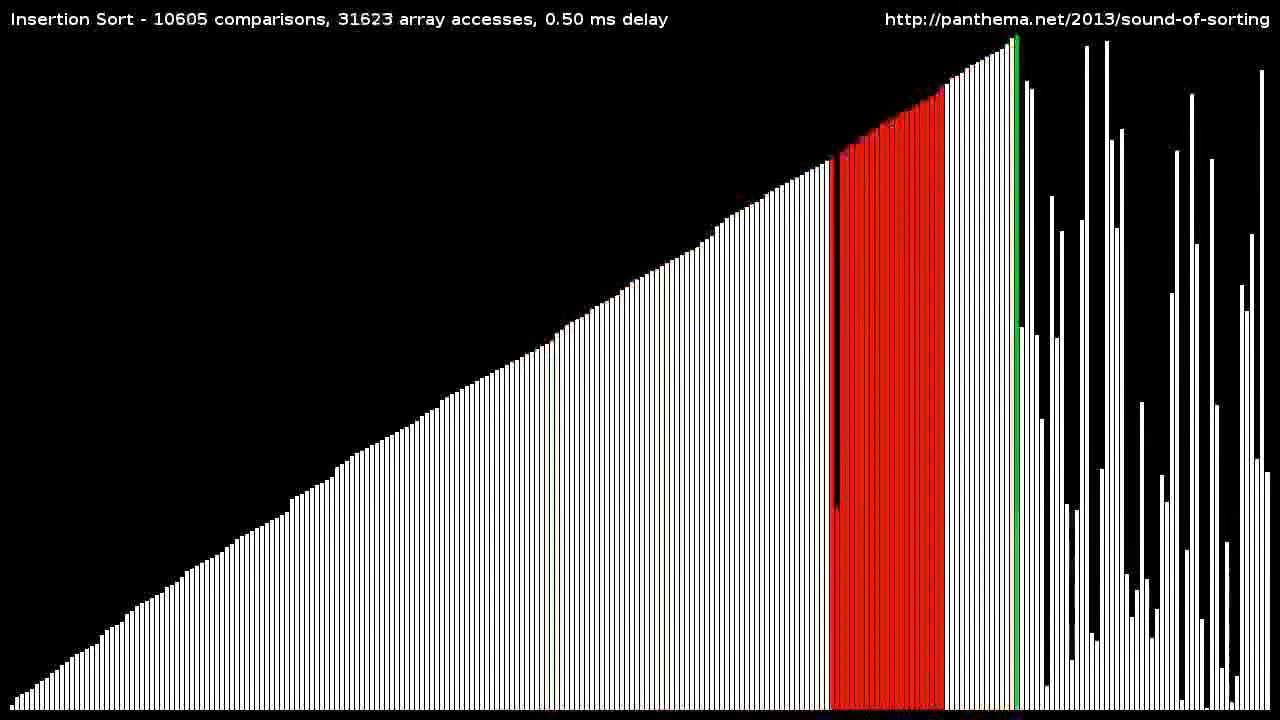 Insertion Sort - 10605 comparisons, 31623 array accesses, 0.50 ms delay
http://panthema.net/2013/sound-of-sorting